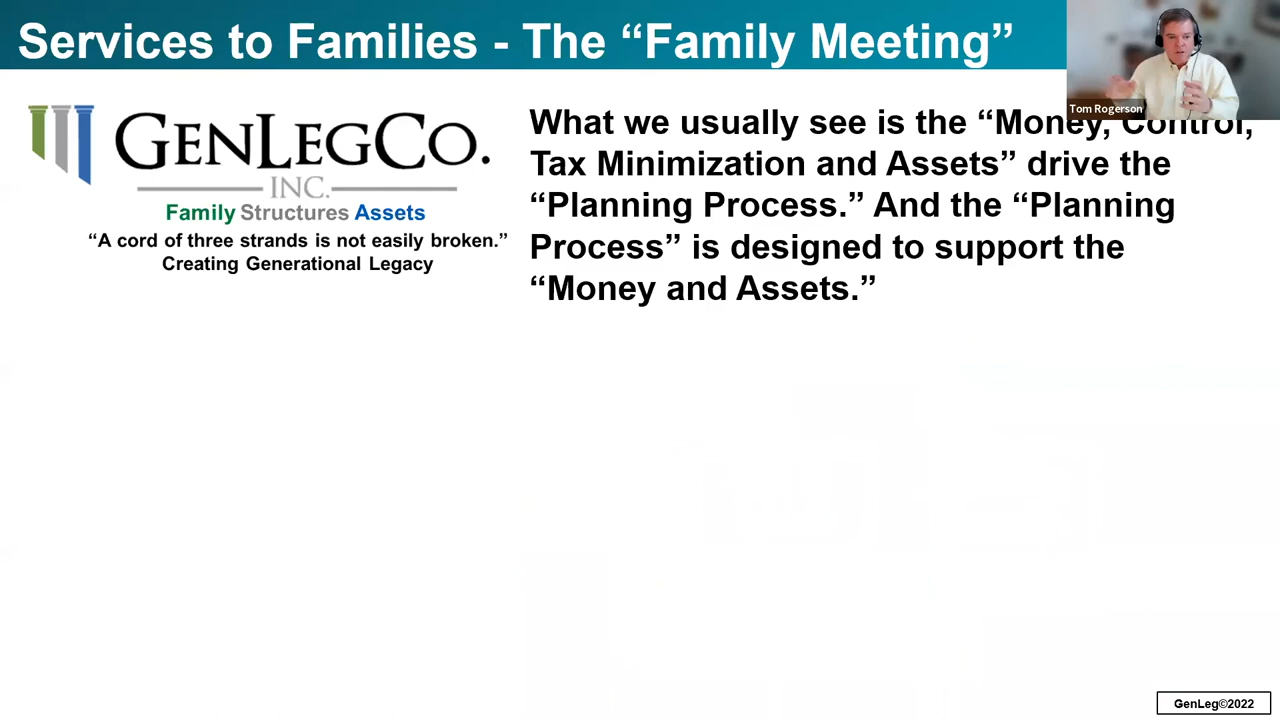 Services to Families - The “Family Meeting”
Tom Rogerson
GENLEGCO.
INC.
Family Structures Assets
“A cord of three strands is not easily broken.”
Creating Generational Legacy
What we usually see is the “Money, Control,
Tax Minimization and Assets” drive the
“Planning Process.” And the “Planning
Process” is designed to support the
“Money and Assets.”
GenLeg©2022